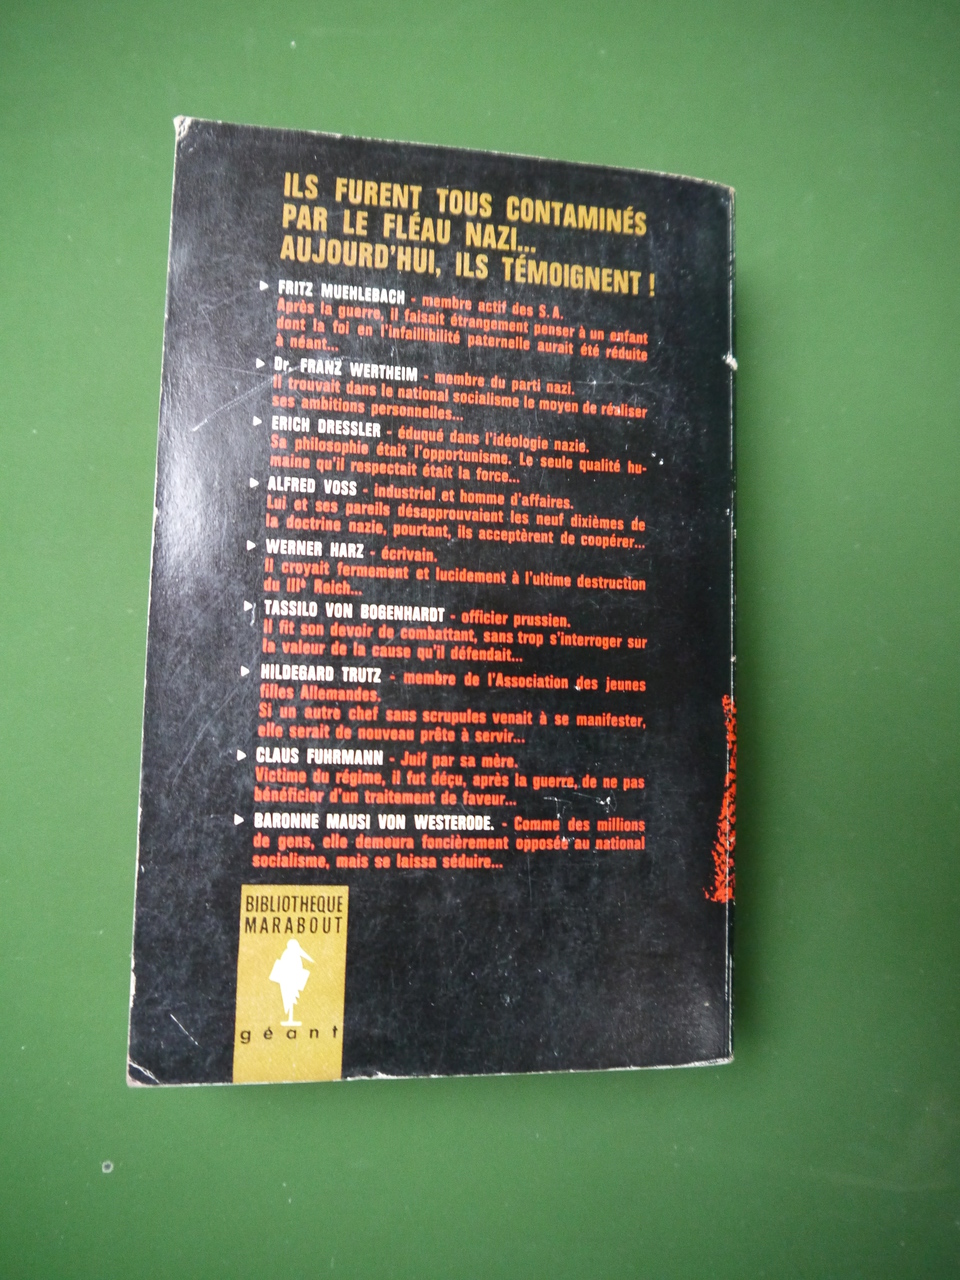 ILS FURENT TOUS CONTAMINÉS
PAR LE FLÉAU NAZI...
AUJOURD'HUI, ILS TÉMOIGNENT !
FRITZ MUEHLEBACH - membre actif des S.A.
Après la guerre, il faisait étrangement penser à un enfant
dont la foi en l'infaillibilité paternelle aurait été réduite
à néant...
Dr. FRANZ WERTHEIM - membre du parti nazi.
Il trouvait dans le national socialisme le moyen de réaliser
ses ambitions personnelles...
ERICH DRESSLER - éduqué dans l'idéologie nazie.
Sa philosophie était l'opportunisme. Le seule qualité hu-
maine qu'il respectait était la force...
ALFRED VOSS - industriel et homme d'affaires.
Lui et ses pareils désapprouvaient les neuf dixièmes de
la doctrine nazie, pourtant, ils acceptèrent de coopérer...
WERNER HARZ - écrivain.
Il croyait fermement et lucidement à l'ultime destruction
du IIIe Reich...
TASSILO VON BOGENHARDT - officier prussien.
Il fit son devoir de combattant, sans trop s'interroger sur
la valeur de la cause qu'il défendait...
HILDEGARD TRUTZ - membre de l'Association des jeunes
filles Allemandes.
Si un autre chef sans scrupules venait à se manifester,
elle serait de nouveau prête à servir...
CLAUS FUHRMANN - Juif par sa mère.
Victime du régime, il fut déçu, après la guerre, de ne pas
bénéficier d'un traitement de faveur...
BARONNE MAUSI VON WESTERODE. - Comme des millions
de gens, elle demeura foncièrement opposée au national
socialisme, mais se laissa séduire...
BIBLIOTHEQUE
MARABOUT
géant